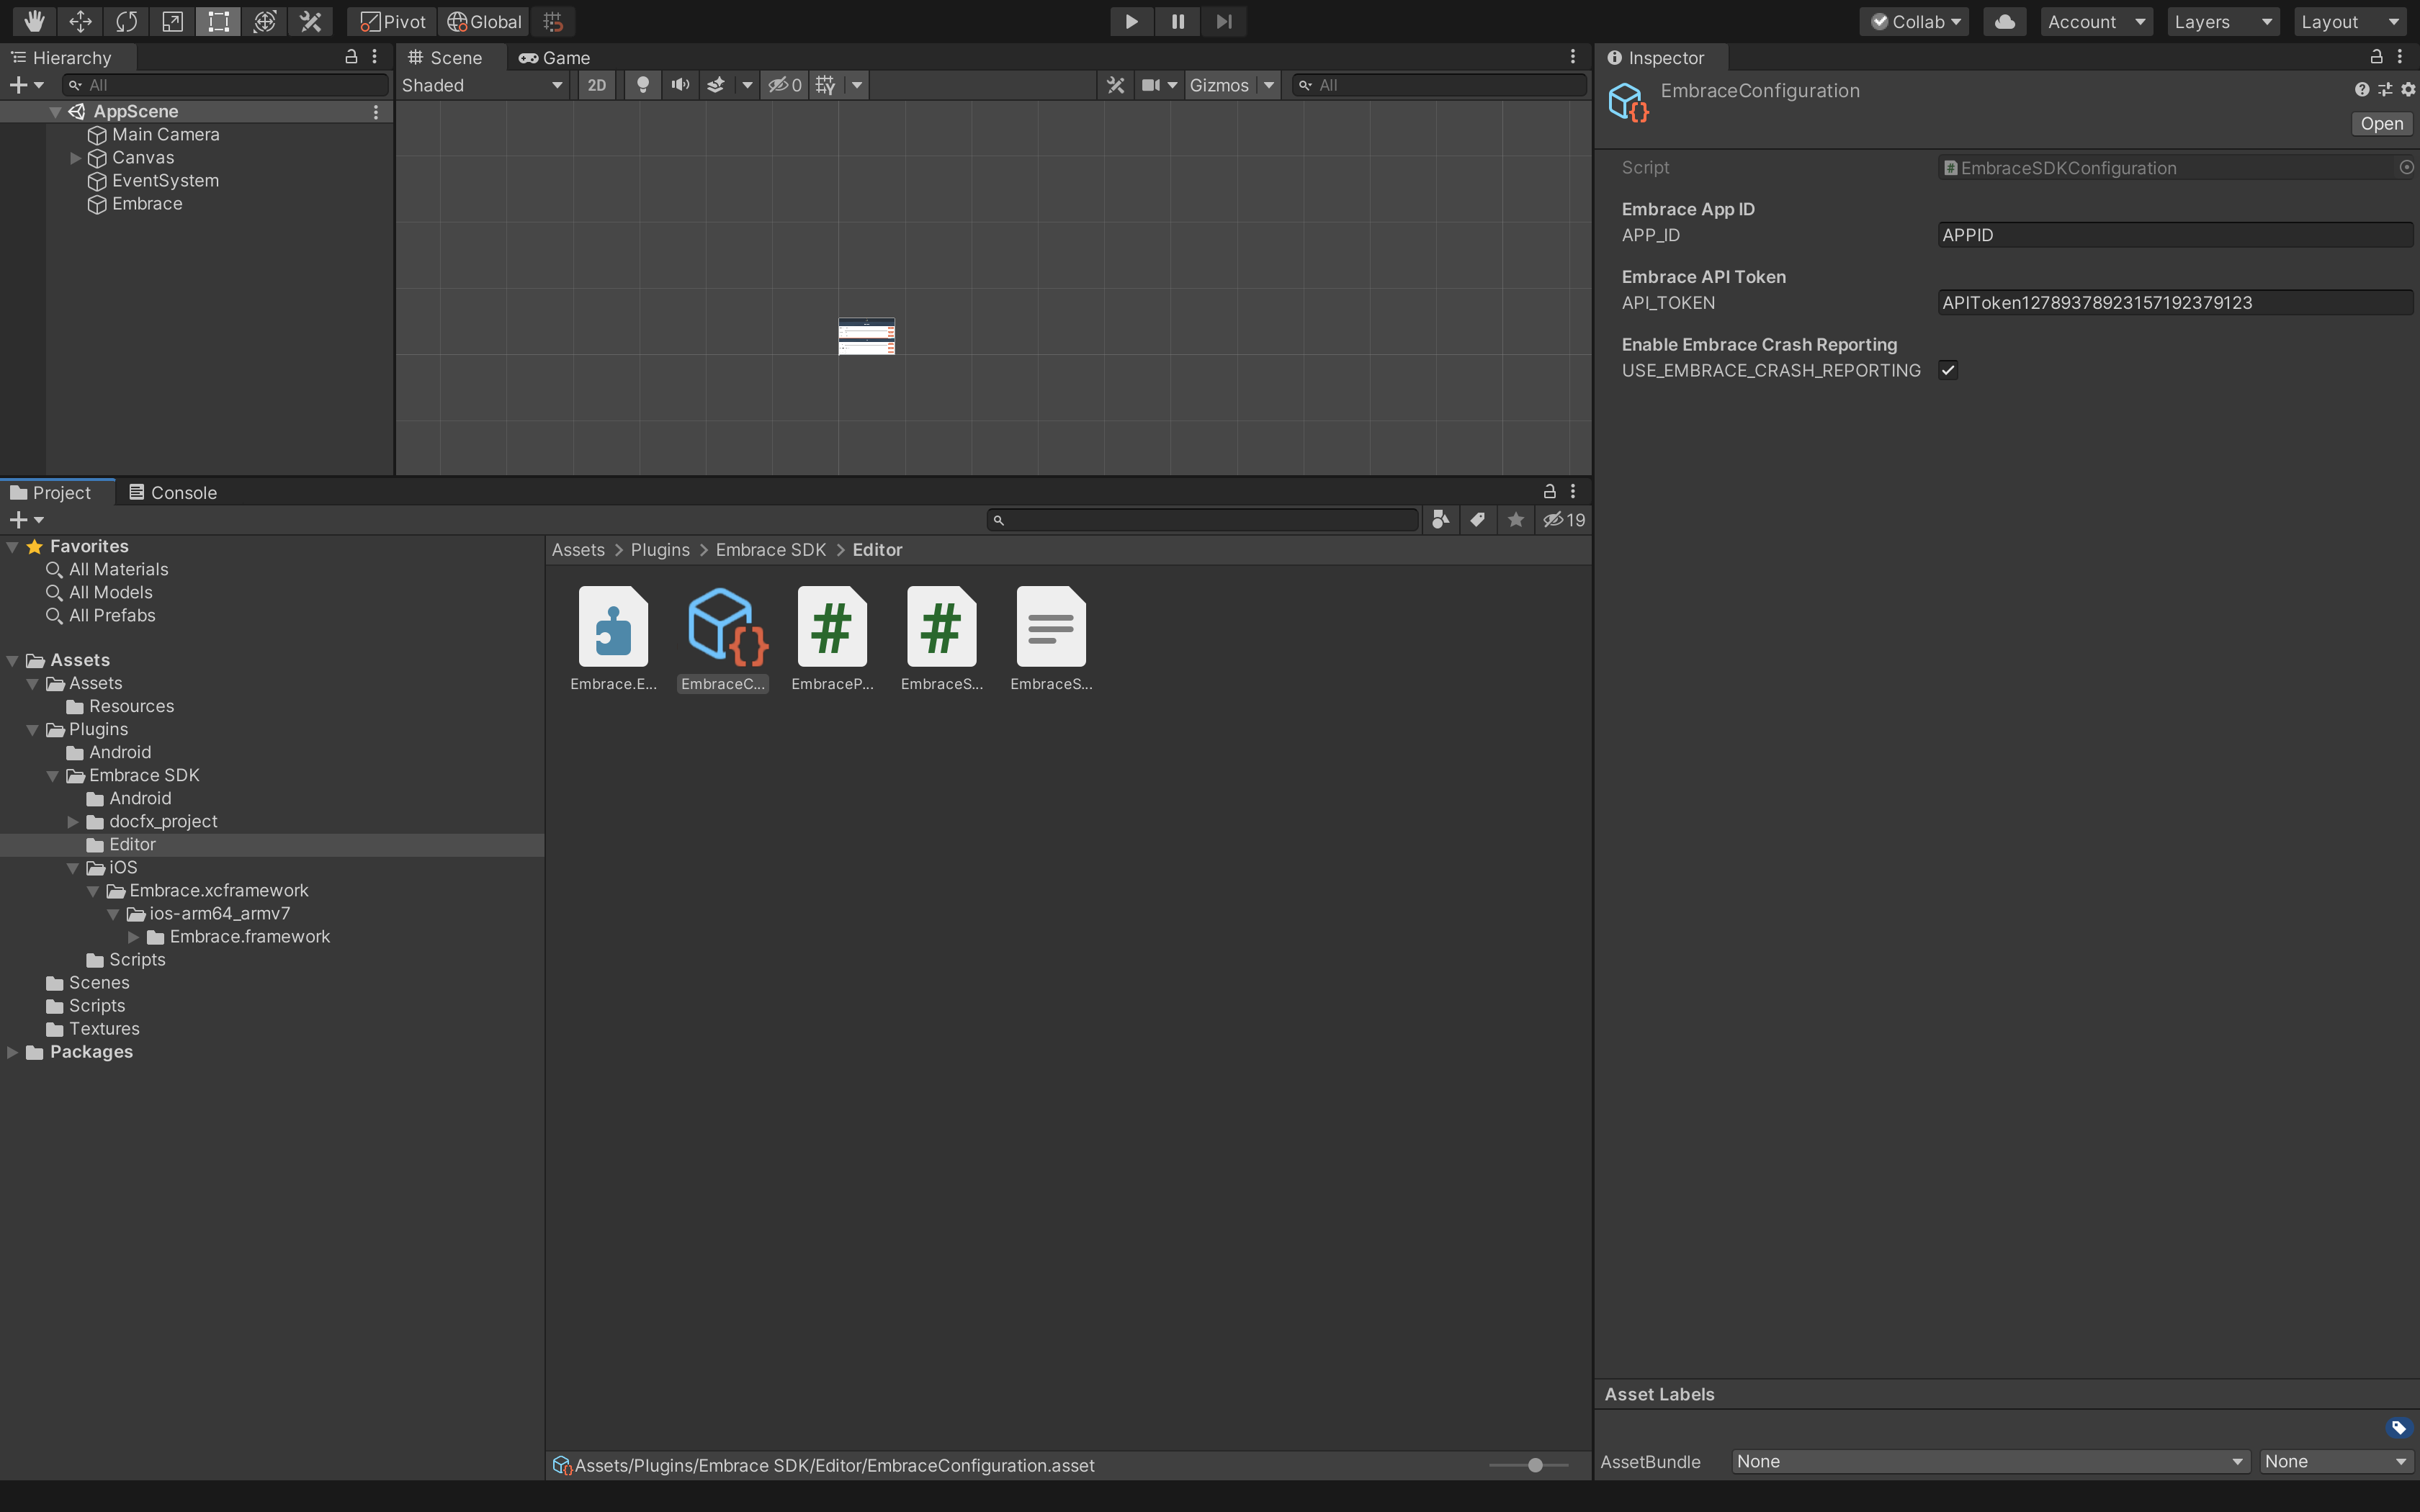 Pivot Global Collab Account Layers Layout
Hierarchy
All
AppScene
Main Camera
Canvas
EventSystem
Embrace
Scene Game
Shaded 2D 0 Gizmos All
Inspector
EmbraceConfiguration
Open
Script EmbraceSDKConfiguration
Embrace App ID
APP_ID APPID
Embrace API Token
API_TOKEN APIToken12789378923157192379123
Enable Embrace Crash Reporting
USE_EMBRACE_CRASH_REPORTING
Project Console
19
Favorites
All Materials
All Models
All Prefabs
Assets
Assets
Resources
Plugins
Android
Embrace SDK
Android
docfx_project
Editor
iOS
Embrace.xcframework
ios-arm64_armv7
Embrace.framework
Scripts
Scenes
Scripts
Textures
Packages
Assets > Plugins > Embrace SDK > Editor
Embrace.E... EmbraceC... EmbraceP... EmbraceS... EmbraceS...
Assets/Plugins/Embrace SDK/Editor/EmbraceConfiguration.asset
Asset Labels
AssetBundle None None